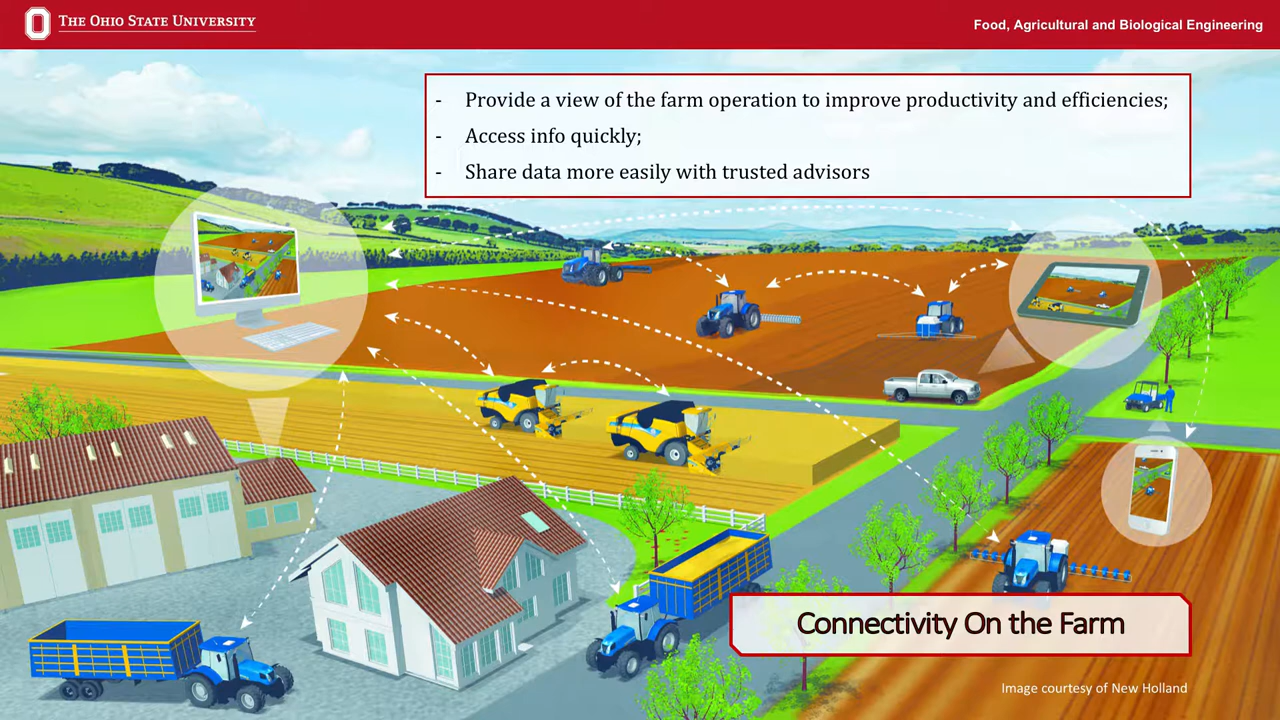 THE OHIO STATE UNIVERSITY
Food, Agricultural and Biological Engineering
- Provide a view of the farm operation to improve productivity and efficiencies;
- Access info quickly;
- Share data more easily with trusted advisors
Connectivity On the Farm
Image courtesy of New Holland